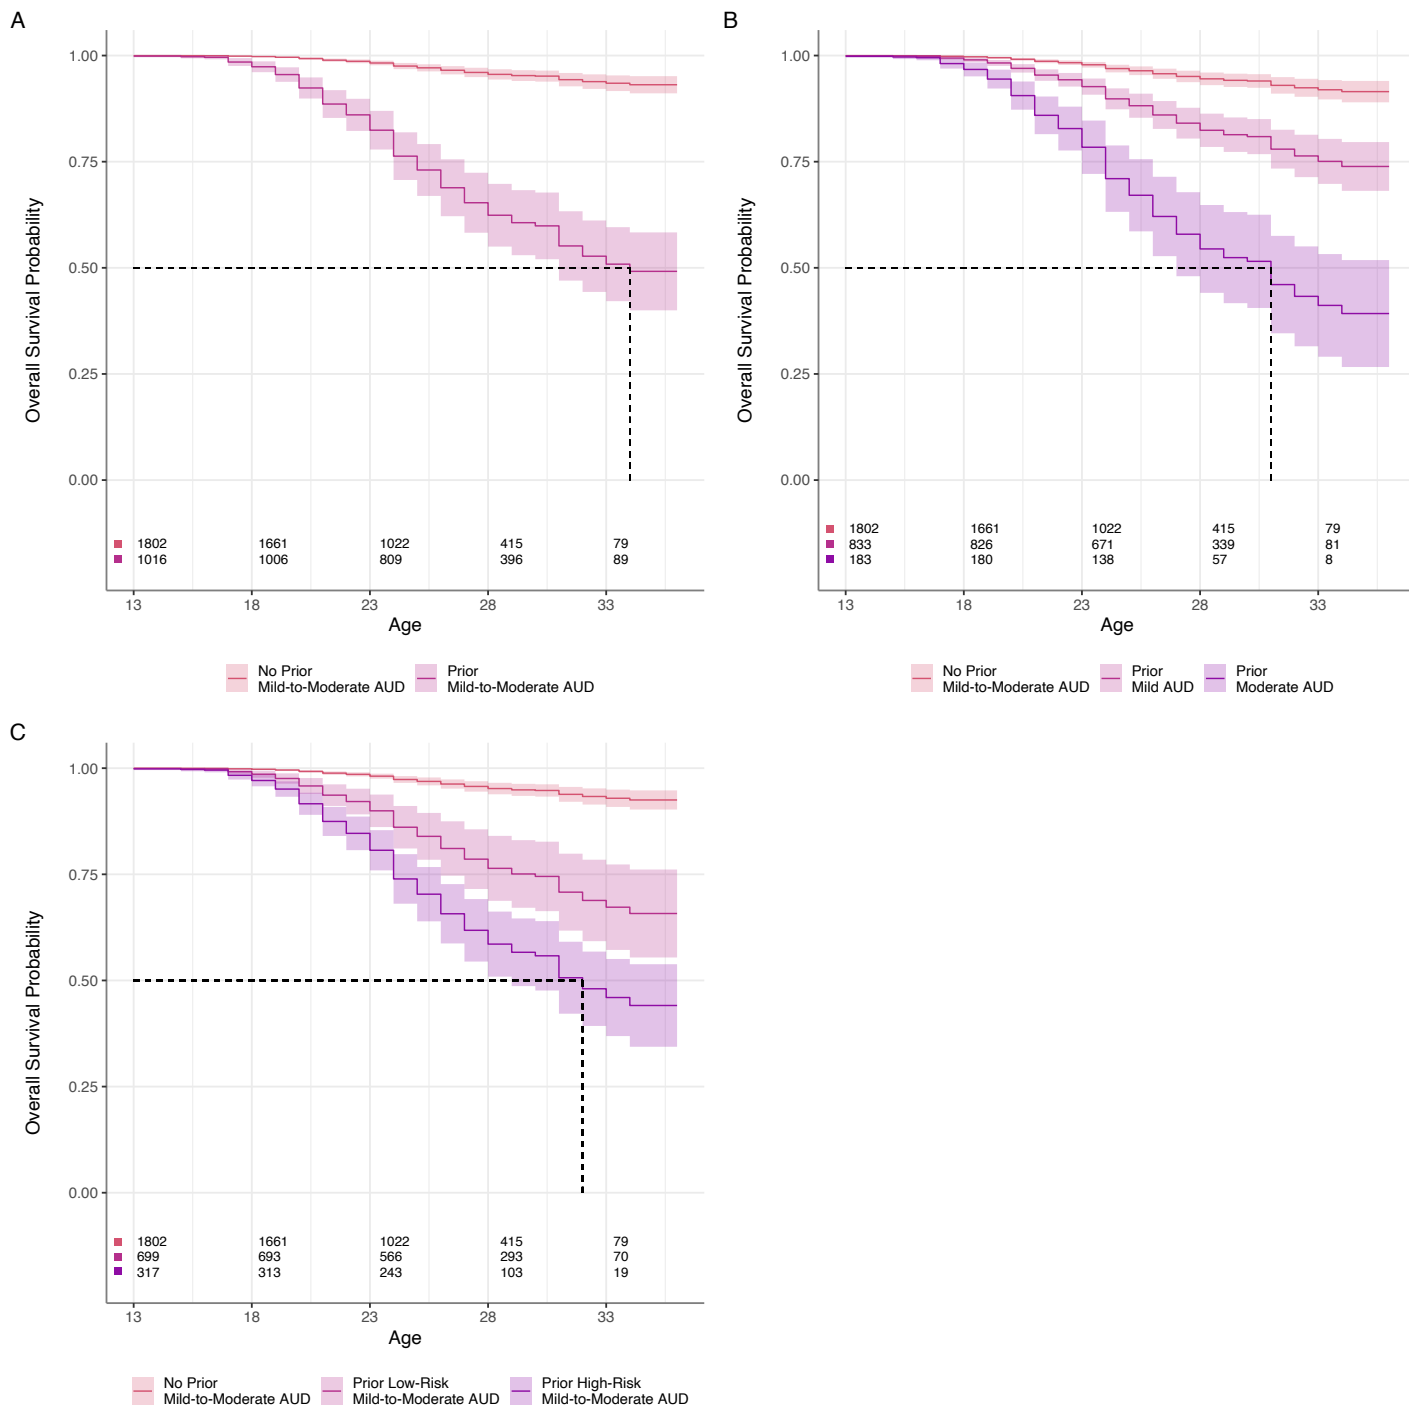 A
Overall Survival Probability
1.00
0.75
0.50
0.25
0.00
1802 1661 1022 415 79
1016 1006 809 396 89
13 18 23 28 33
Age
No Prior
Mild-to-Moderate AUD
Prior
Mild-to-Moderate AUD
B
Overall Survival Probability
1.00
0.75
0.50
0.25
0.00
1802 1661 1022 415 79
833 826 671 339 81
183 180 138 57 8
13 18 23 28 33
Age
No Prior
Mild-to-Moderate AUD
Prior
Mild AUD
Prior
Moderate AUD
C
Overall Survival Probability
1.00
0.75
0.50
0.25
0.00
1802 1661 1022 415 79
699 693 566 293 70
317 313 243 103 19
13 18 23 28 33
Age
No Prior
Mild-to-Moderate AUD
Prior Low-Risk
Mild-to-Moderate AUD
Prior High-Risk
Mild-to-Moderate AUD